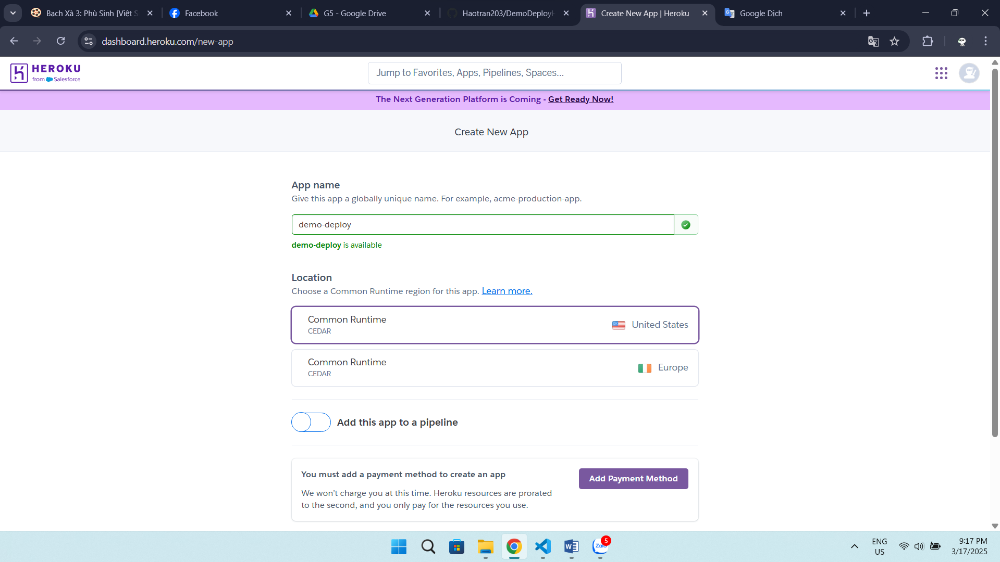 Bạch Xà 3: Phù Sinh [Việt S
Facebook
G5 - Google Drive
Haotran203/DemoDeployH
Create New App | Heroku
Google Dịch
dashboard.heroku.com/new-app
HEROKU
from Salesforce
Jump to Favorites, Apps, Pipelines, Spaces...
The Next Generation Platform is Coming - Get Ready Now!
Create New App
App name
Give this app a globally unique name. For example, acme-production-app.
demo-deploy
demo-deploy is available
Location
Choose a Common Runtime region for this app. Learn more.
Common Runtime
CEDAR
United States
Common Runtime
CEDAR
Europe
Add this app to a pipeline
You must add a payment method to create an app
Add Payment Method
We won't charge you at this time. Heroku resources are prorated
to the second, and you only pay for the resources you use.
Zalo
5
ENG
US
9:17 PM
3/17/2025